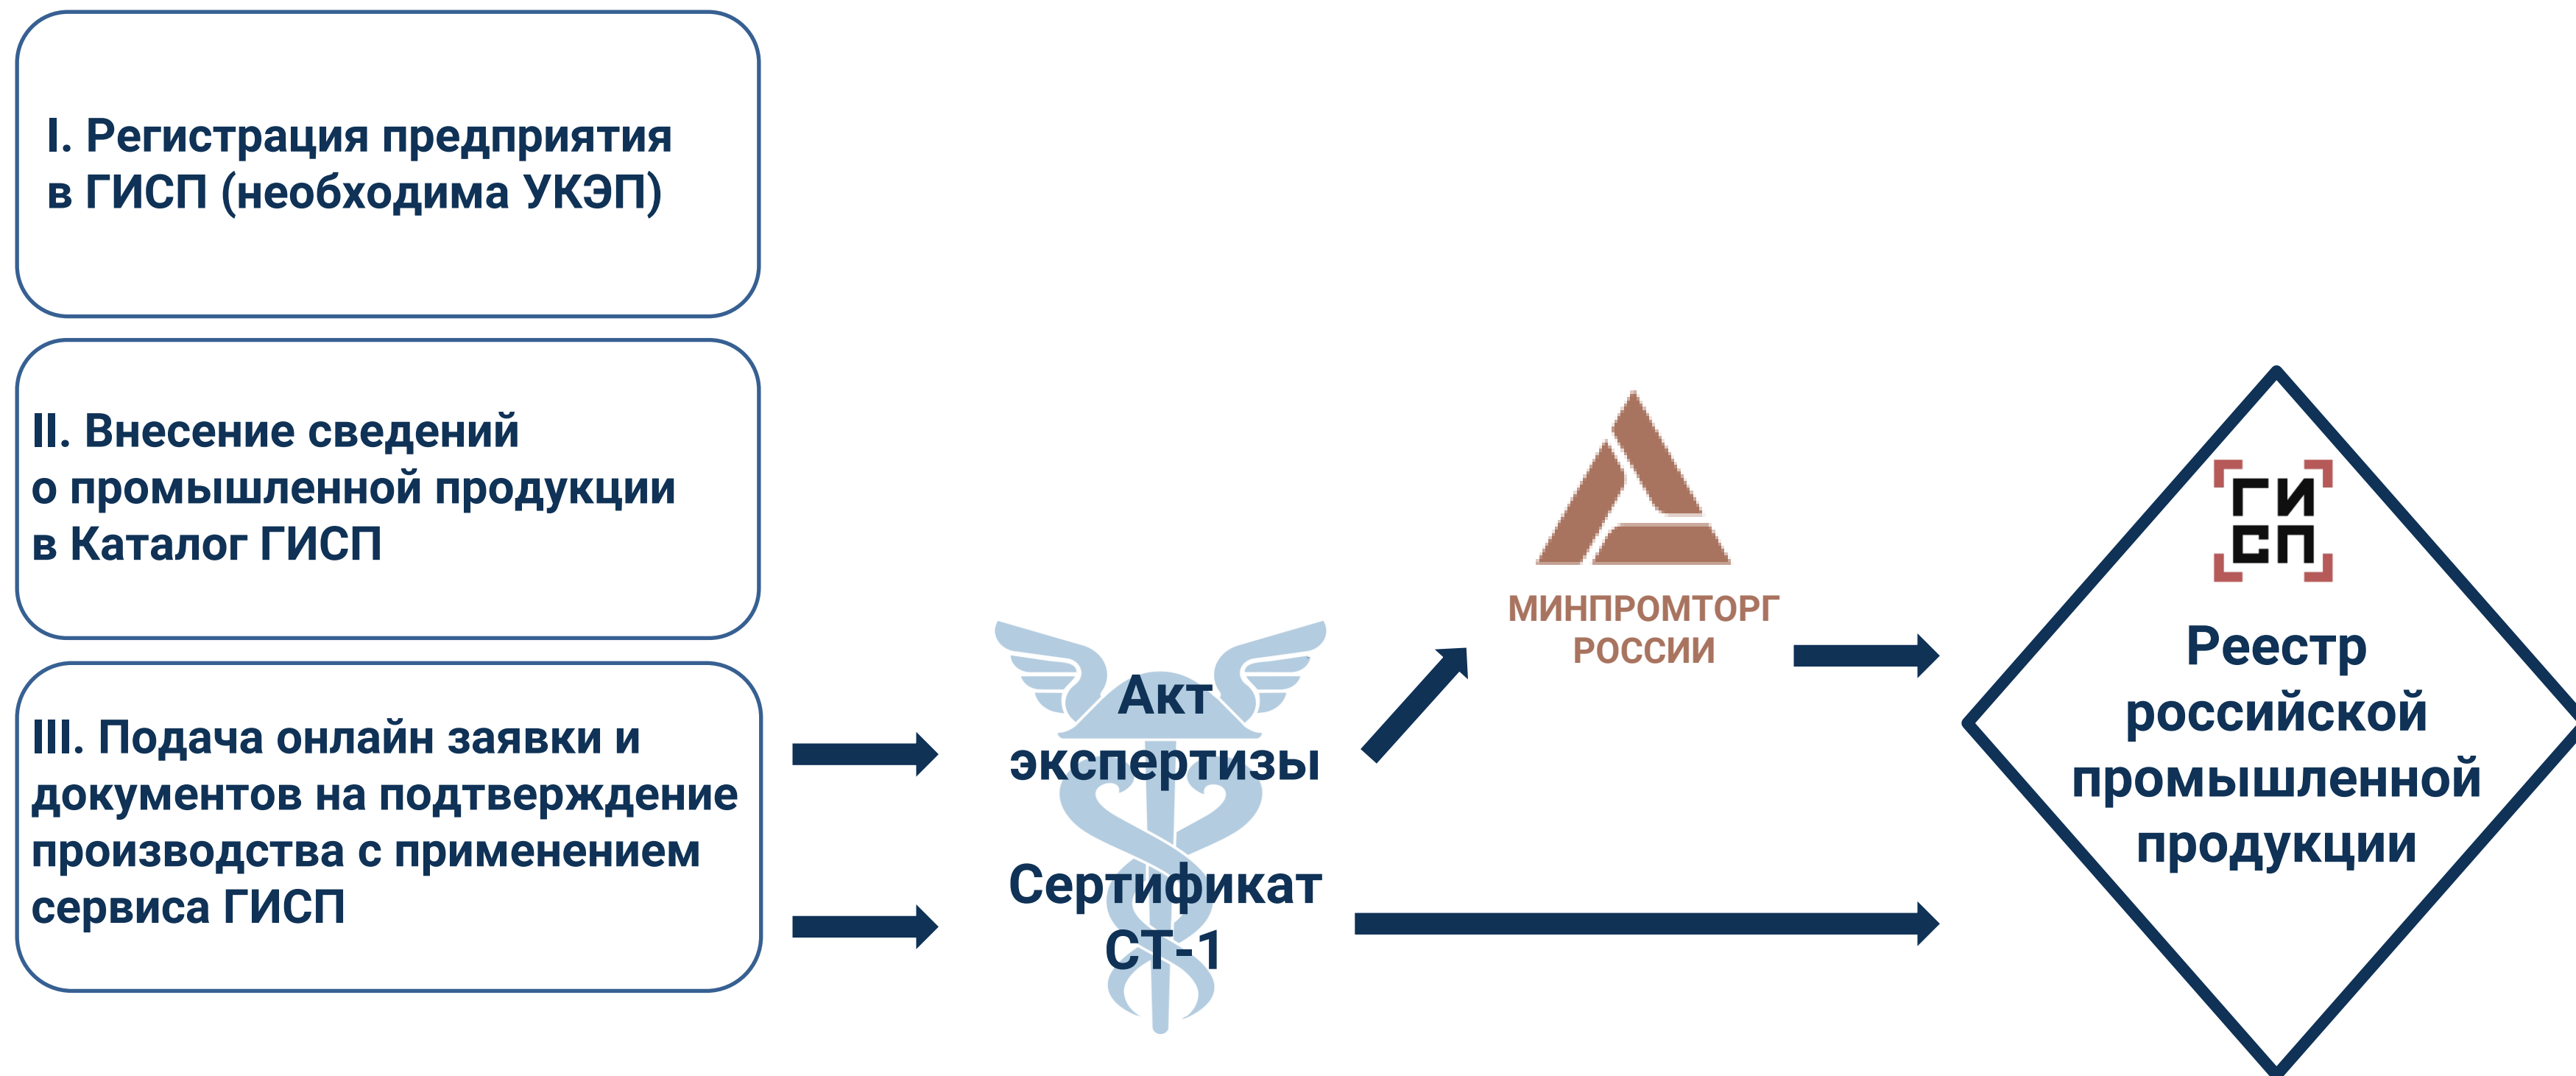 I. Регистрация предприятия
в ГИСП (необходима УКЭП)
II. Внесение сведений
о промышленной продукции
в Каталог ГИСП
III. Подача онлайн заявки и
документов на подтверждение
производства с применением
сервиса ГИСП
Акт
экспертизы
Сертификат
СТ-1
МИНПРОМТОРГ
РОССИИ
ГИ
СП
Реестр
российской
промышленной
продукции